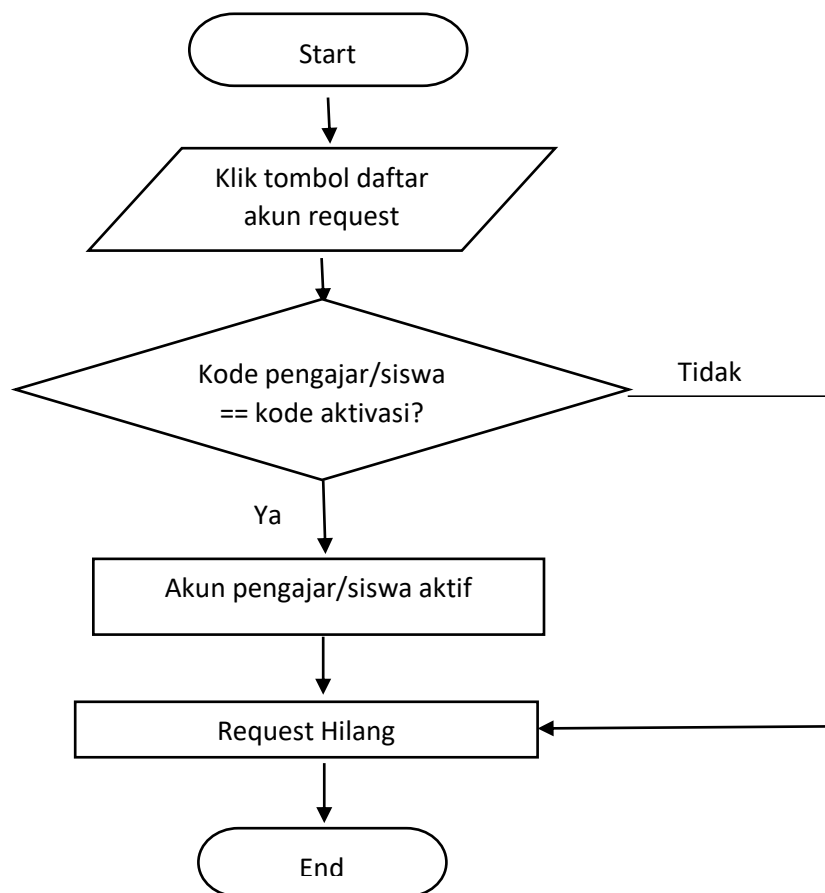 Start
Klik tombol daftar
akun request
Kode pengajar/siswa
== kode aktivasi?
Tidak
Ya
Akun pengajar/siswa aktif
Request Hilang
End